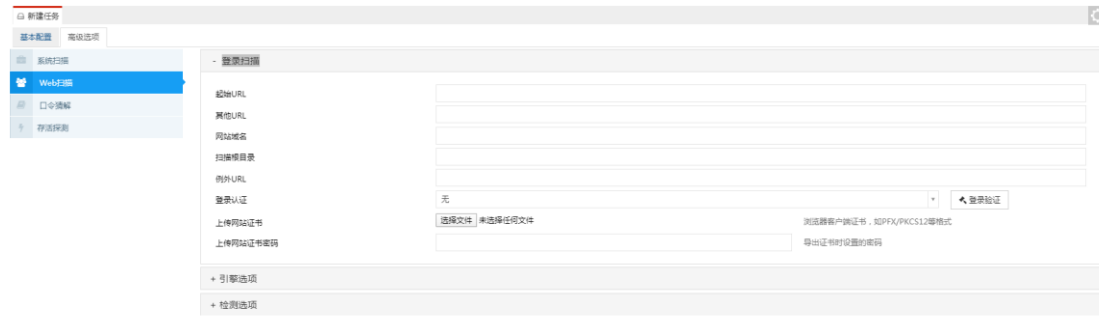 新建任务
基本配置 高级选项
系统扫描
Web扫描
口令猜解
存活探测
- 登录扫描
起始URL
其他URL
网站域名
扫描根目录
例外URL
登录认证 无 登录验证
上传网站证书 选择文件 未选择任何文件 浏览器客户端证书，如PFX/PKCS12等格式
上传网站证书密码 导出证书时设置的密码
+ 引擎选项
+ 检测选项